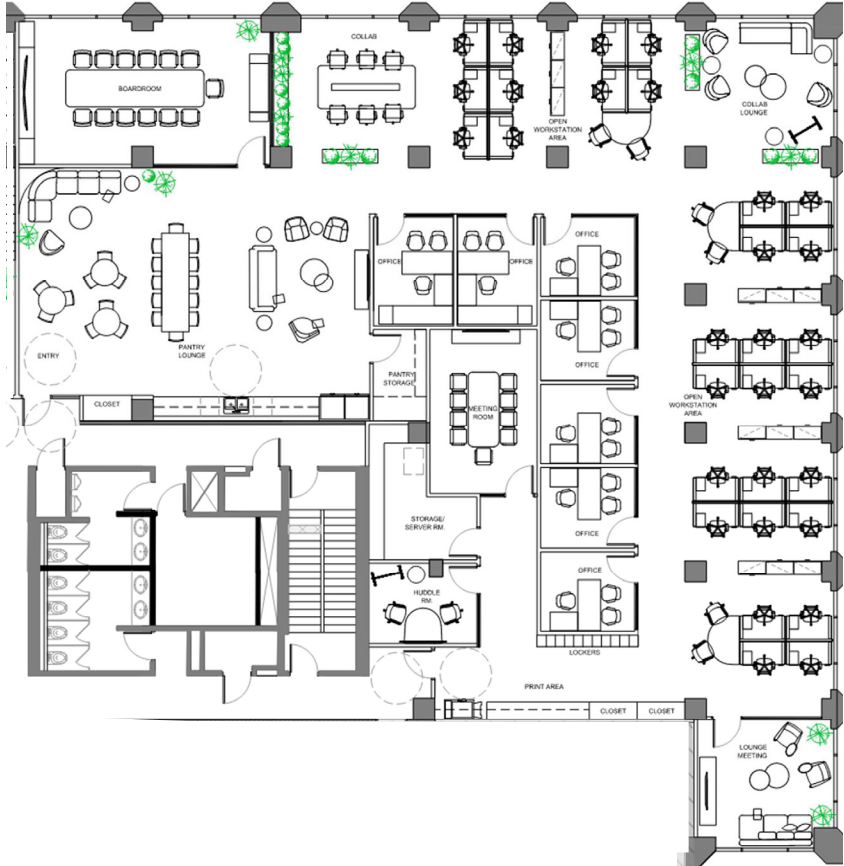 COLLAB
BOARDROOM
OPEN
WORKSTATION
AREA
COLLAB
LOUNGE
OFFICE
OFFICE
OFFICE
ENTRY
PANTRY
LOUNGE
PANTRY
STORAGE
OFFICE
CLOSET
MEETING
ROOM
OPEN
WORKSTATION
AREA
STORAGE/
SERVER RM.
OFFICE
OFFICE
HUDDLE
RM.
LOCKERS
PRINT AREA
CLOSET
CLOSET
LOUNGE
MEETING